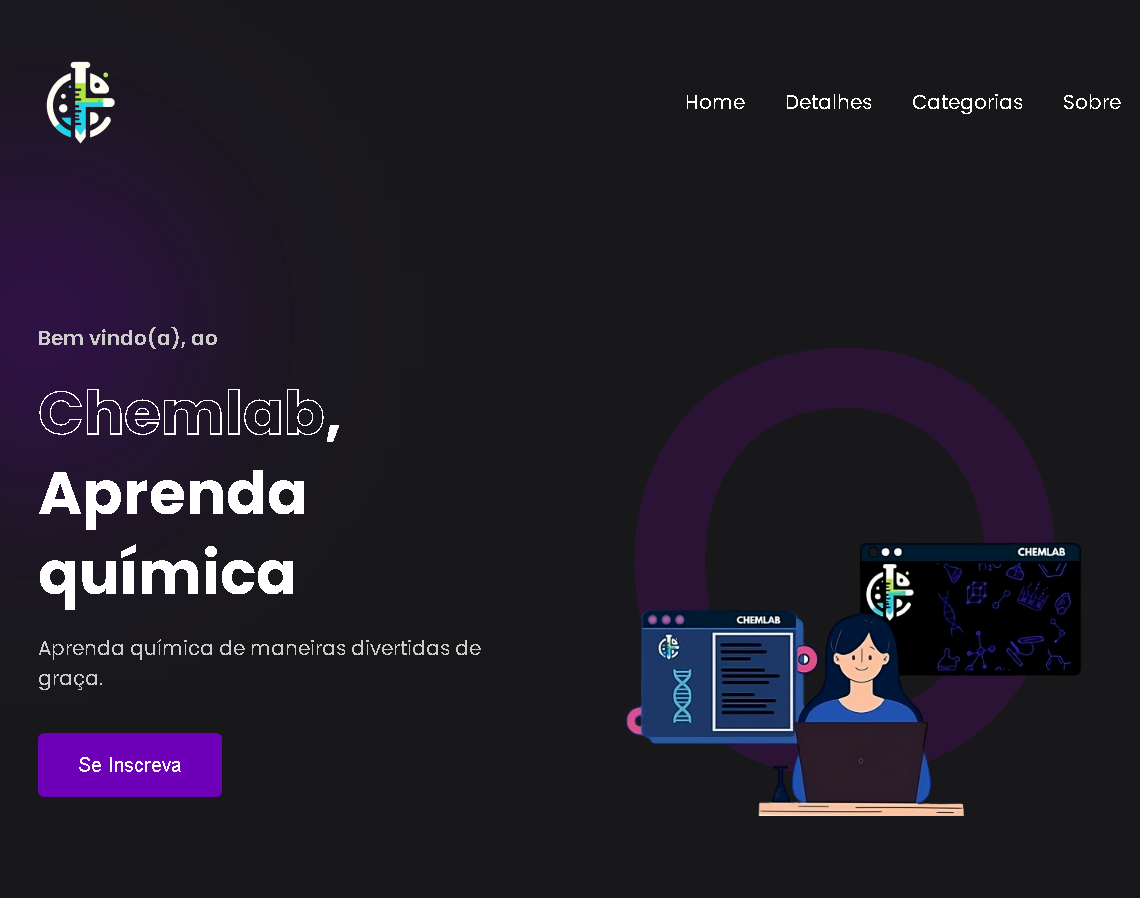 Home Detalhes Categorias Sobre
Bem vindo(a), ao
Chemlab,
Aprenda
química
Aprenda química de maneiras divertidas de
graça.
Se Inscreva
CHEMLAB
CHEMLAB